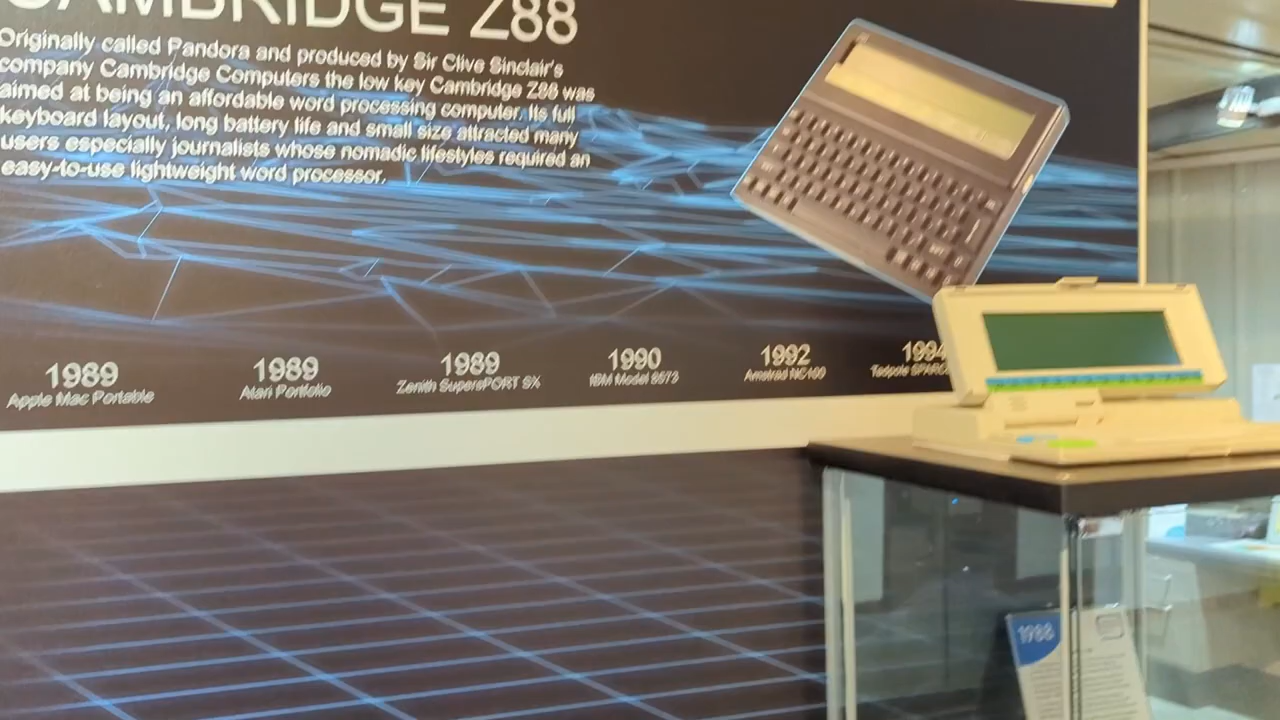 CAMBRIDGE Z88
Originally called Pandora and produced by Sir Clive Sinclair's
company Cambridge Computers the low key Cambridge Z88 was
aimed at being an affordable word processing computer. Its full
keyboard layout, long battery life and small size attracted many
users especially journalists whose nomadic lifestyles required an
easy-to-use lightweight word processor.
1989
Apple Mac Portable
1989
Atari Portfolio
1989
Zenith SupersPORT SX
1990
IBM Model 8573
1992
Amstrad NC100
1994
Tadpole
1988